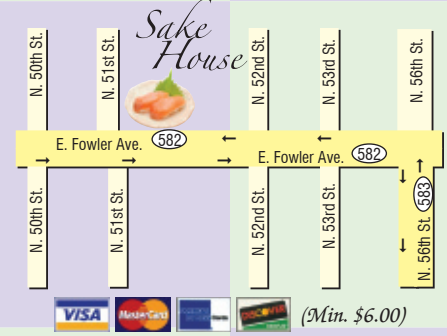 Sake
House
N. 50th St.
N. 51st St.
N. 52nd St.
N. 53rd St.
N. 56th St.
E. Fowler Ave. 582
E. Fowler Ave. 582
N. 50th St.
N. 51st St.
N. 52nd St.
N. 53rd St.
N. 56th St. 583
VISA
MasterCard
DISCOVER
(Min. $6.00)